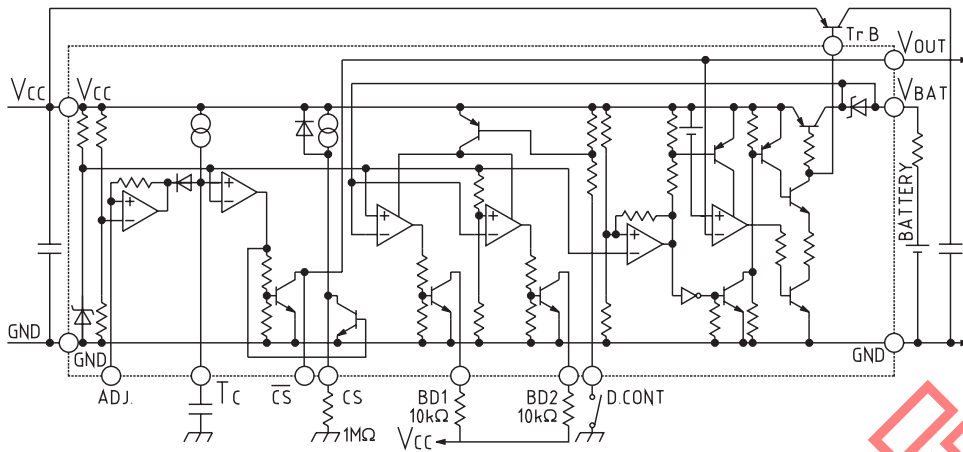 Tr.B
VOUT
VCC
VCC
VBAT
BATTERY
+
−
+
−
+
−
+
−
+
−
+
−
GND
GND
GND
ADJ.
TC
CS
CS
BD1
BD2
D.CONT
10kΩ
10kΩ
1MΩ
VCC